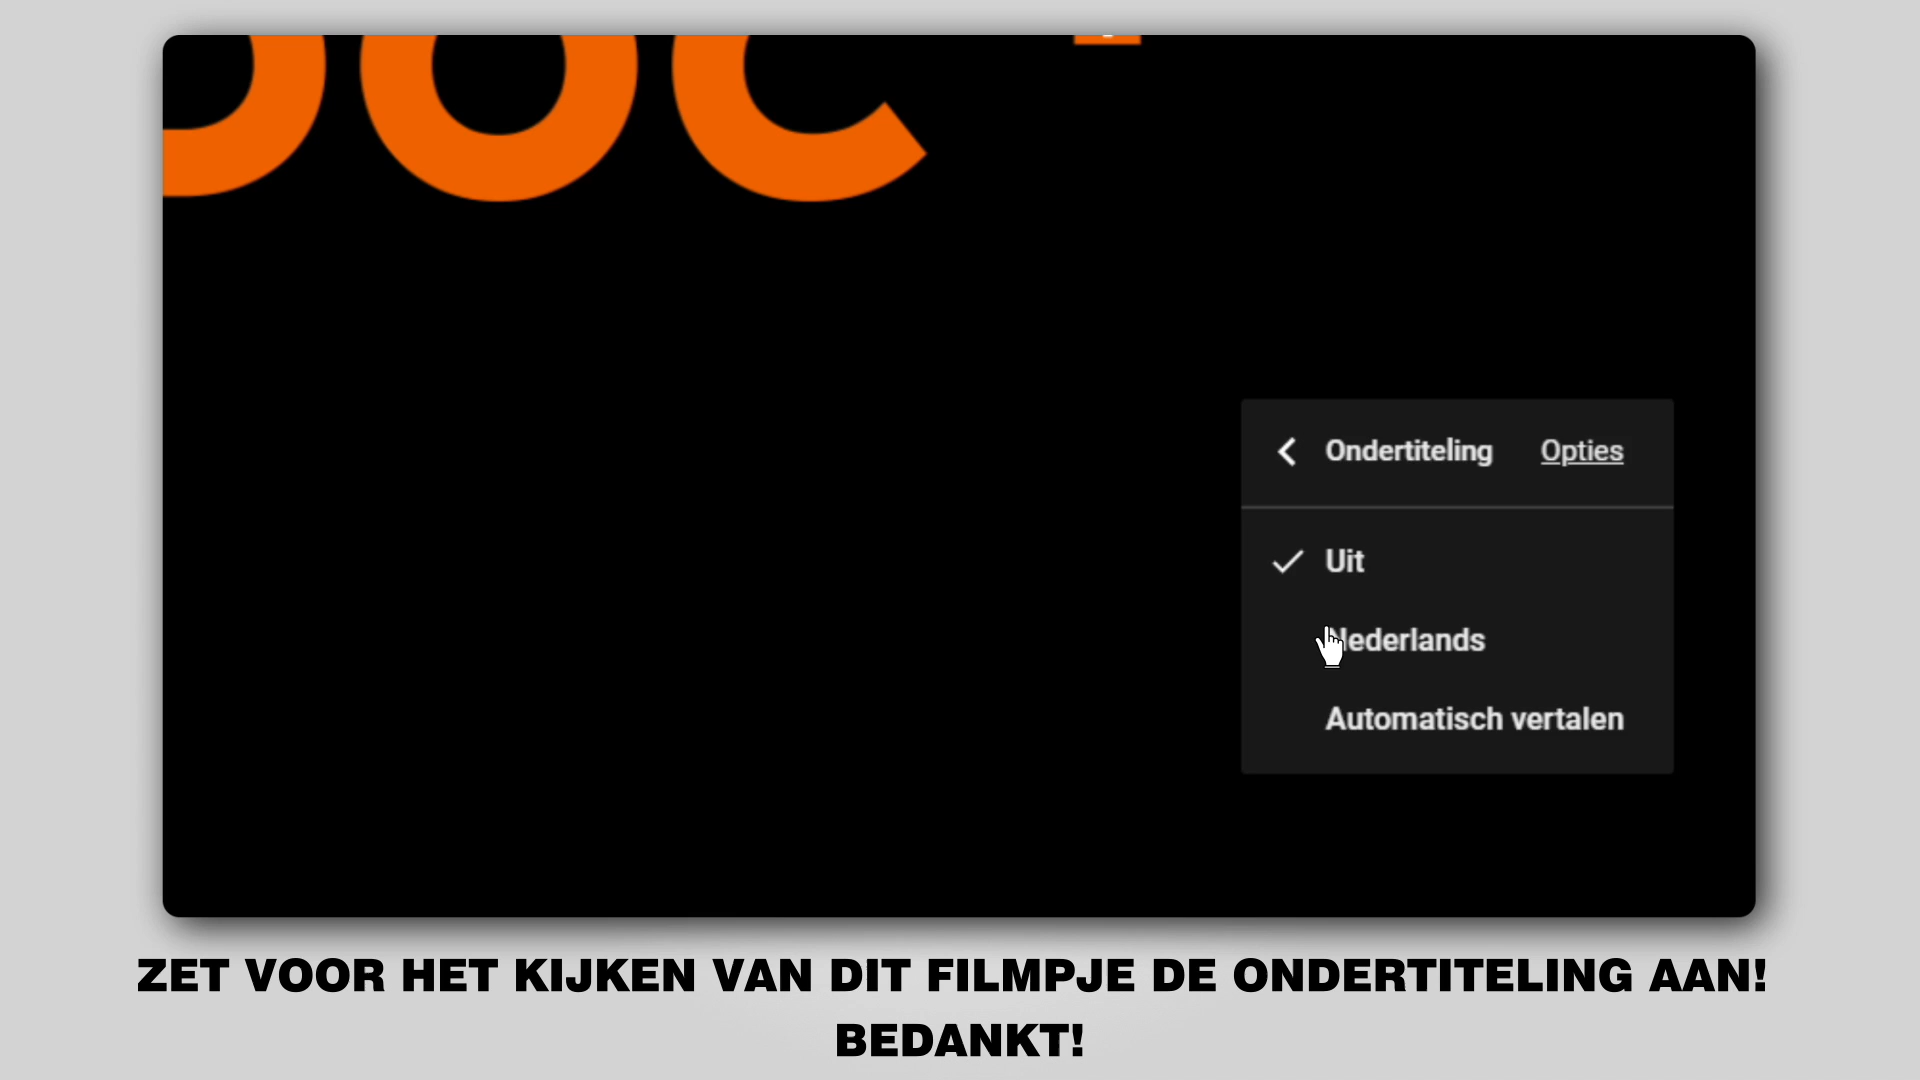 Ondertiteling Opties
Uit
Nederlands
Automatisch vertalen
ZET VOOR HET KIJKEN VAN DIT FILMPJE DE ONDERTITELING AAN!
BEDANKT!